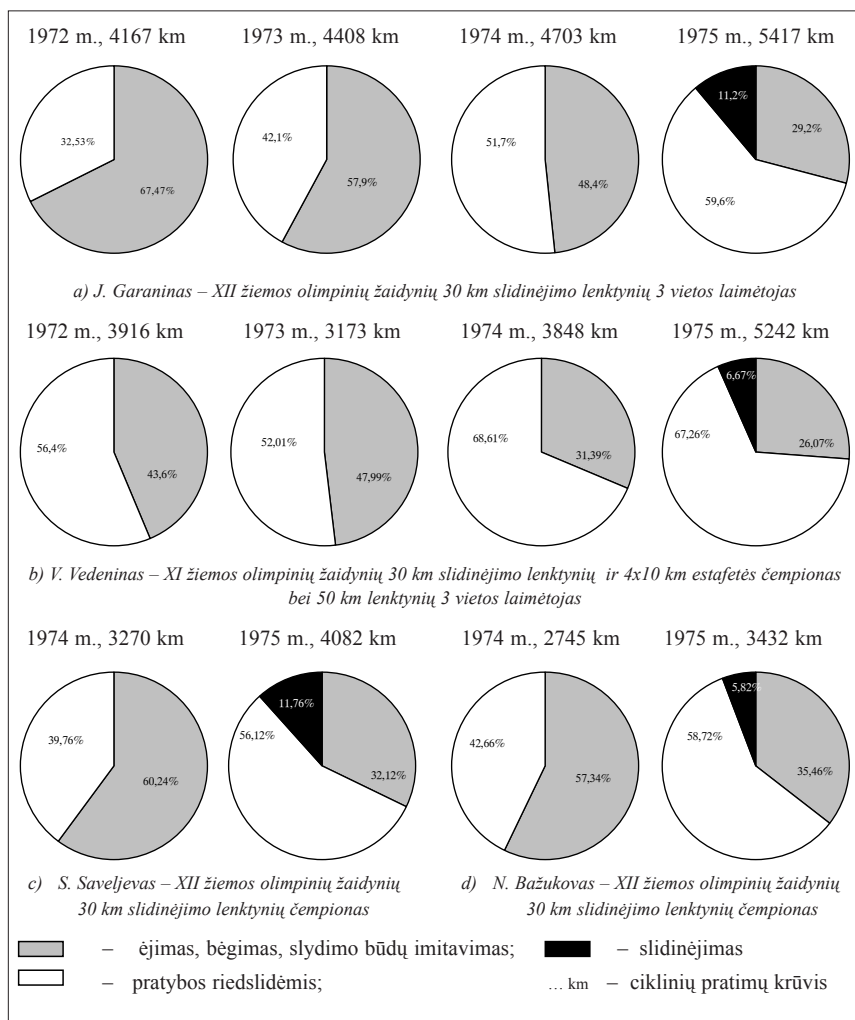 1972 m., 4167 km 1973 m., 4408 km 1974 m., 4703 km 1975 m., 5417 km
32,53% 67,47% 42,1% 57,9% 51,7% 48,4% 11,2% 29,2% 59,6%
a) J. Garaninas – XII žiemos olimpinių žaidynių 30 km slidinėjimo lenktynių 3 vietos laimėtojas
1972 m., 3916 km 1973 m., 3173 km 1974 m., 3848 km 1975 m., 5242 km
56,4% 43,6% 52,01% 47,99% 68,61% 31,39% 6,67% 67,26% 26,07%
b) V. Vedeninas – XI žiemos olimpinių žaidynių 30 km slidinėjimo lenktynių ir 4x10 km estafetės čempionas
bei 50 km lenktynių 3 vietos laimėtojas
1974 m., 3270 km 1975 m., 4082 km 1974 m., 2745 km 1975 m., 3432 km
39,76% 60,24% 11,76% 56,12% 32,12% 42,66% 57,34% 5,82% 58,72% 35,46%
c) S. Saveljevas – XII žiemos olimpinių žaidynių
30 km slidinėjimo lenktynių čempionas
d) N. Bažukovas – XII žiemos olimpinių žaidynių
30 km slidinėjimo lenktynių čempionas
– ėjimas, bėgimas, slydimo būdų imitavimas; – slidinėjimas
– pratybos riedslidėmis; ... km – ciklinių pratimų krūvis